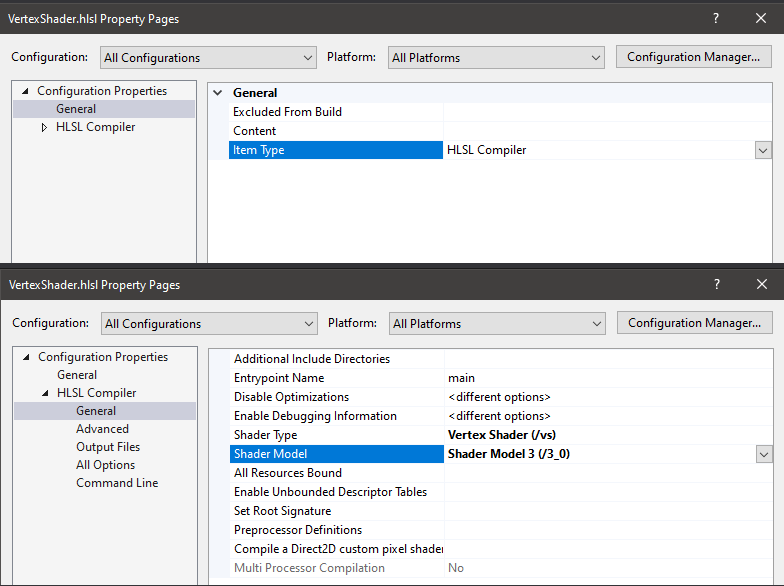 VertexShader.hlsl Property Pages
Configuration: All Configurations Platform: All Platforms Configuration Manager...
Configuration Properties
General
HLSL Compiler
General
Excluded From Build
Content
Item Type HLSL Compiler
VertexShader.hlsl Property Pages
Configuration: All Configurations Platform: All Platforms Configuration Manager...
Configuration Properties
General
HLSL Compiler
General
Advanced
Output Files
All Options
Command Line
Additional Include Directories
Entrypoint Name main
Disable Optimizations <different options>
Enable Debugging Information <different options>
Shader Type Vertex Shader (/vs)
Shader Model Shader Model 3 (/3_0)
All Resources Bound
Enable Unbounded Descriptor Tables
Set Root Signature
Preprocessor Definitions
Compile a Direct2D custom pixel shader
Multi Processor Compilation No